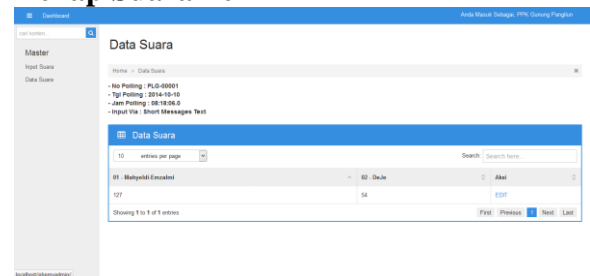 Dashboard
Anda Masuk Sebagai, PPK Gunung Pangilun
cari konten...
Data Suara
Master
Input Suara
Data Suara
Home > Data Suara ×
- No Polling : PLG-00001
- Tgl Polling : 2014-10-10
- Jam Polling : 08:18:06.0
- Input Via : Short Messages Text
Data Suara
10 entries per page
Search: Search here...
01 - Mahyeldi-Emzalmi 02 - DeJe Aksi
127 54 EDIT
Showing 1 to 1 of 1 entries
First Previous 1 Next Last
localhost/pilkamuadmin/